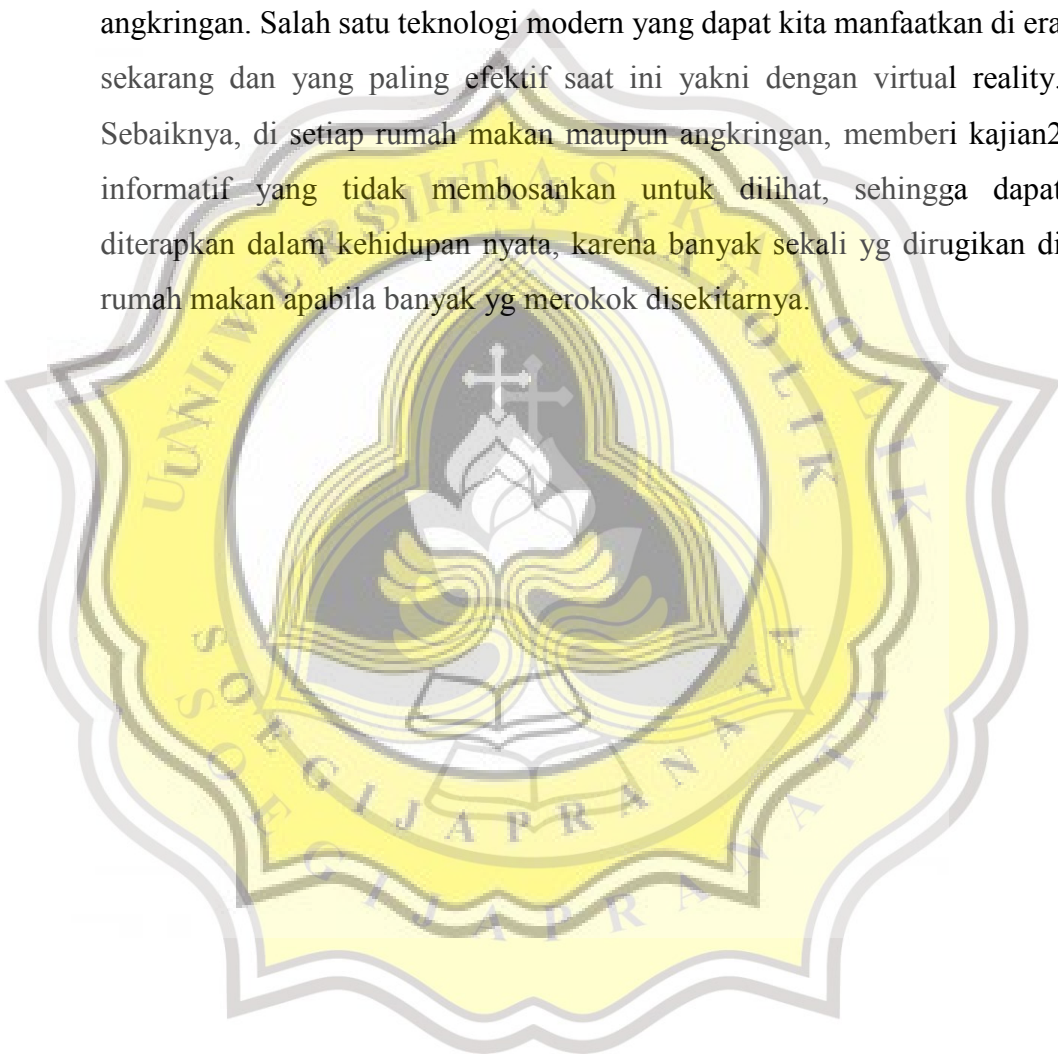 angkringan. Salah satu teknologi modern yang dapat kita manfaatkan di era
sekarang dan yang paling efektif saat ini yakni dengan virtual reality.
Sebaiknya, di setiap rumah makan maupun angkringan, memberi kajian2
informatif yang tidak membosankan untuk dilihat, sehingga dapat
diterapkan dalam kehidupan nyata, karena banyak sekali yg dirugikan di
rumah makan apabila banyak yg merokok disekitarnya.
UNIVERSITAS KATOLIK
SOEGIJAPRANATA
UNIVERSITAS KATOLIK
SOEGIJAPRANATA